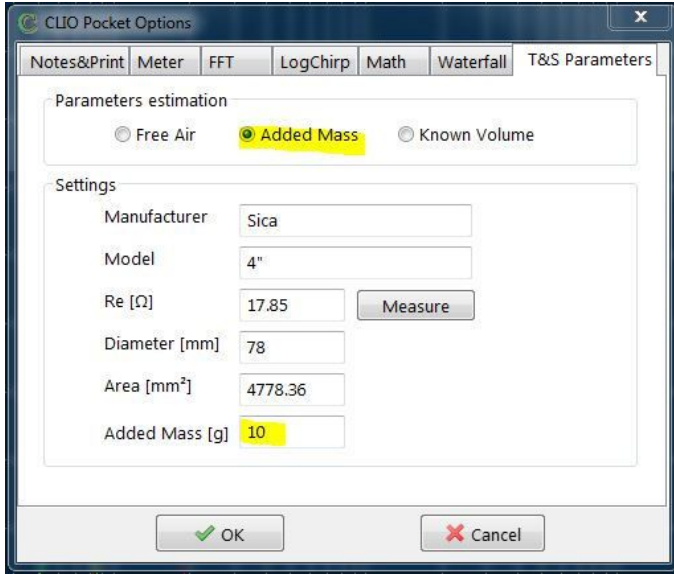 CLIO Pocket Options
x
Notes&Print Meter FFT LogChirp Math Waterfall T&S Parameters
Parameters estimation
Free Air Added Mass Known Volume
Settings
Manufacturer Sica
Model 4"
Re [Ω] 17.85 Measure
Diameter [mm] 78
Area [mm²] 4778.36
Added Mass [g] 10
OK Cancel